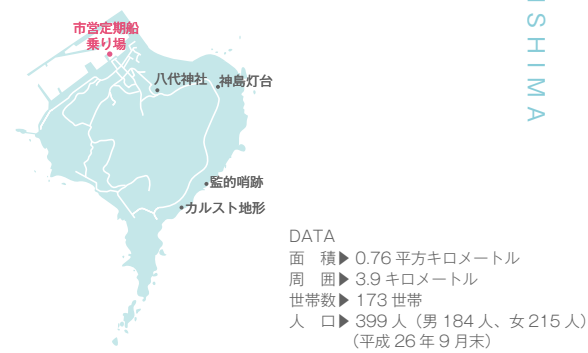 SHIMA
市営定期船
乗り場
八代神社
神島灯台
監的哨跡
カルスト地形
DATA
面　積▶ 0.76 平方キロメートル
周　囲▶ 3.9 キロメートル
世帯数▶ 173 世帯
人　口▶ 399 人（男 184 人、女 215 人）
（平成 26 年 9 月末）